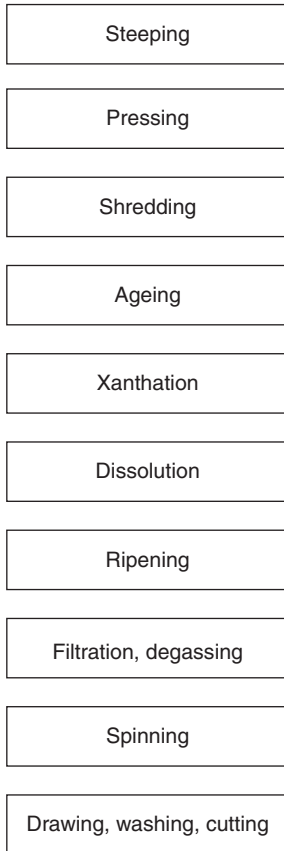 Steeping
Pressing
Shredding
Ageing
Xanthation
Dissolution
Ripening
Filtration, degassing
Spinning
Drawing, washing, cutting